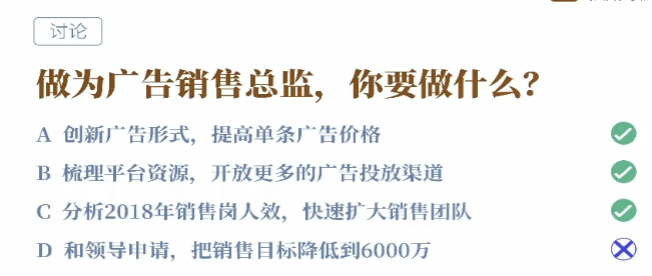 讨论
做为广告销售总监，你要做什么？
A 创新广告形式，提高单条广告价格
B 梳理平台资源，开放更多的广告投放渠道
C 分析2018年销售岗人效，快速扩大销售团队
D 和领导申请，把销售目标降低到6000万